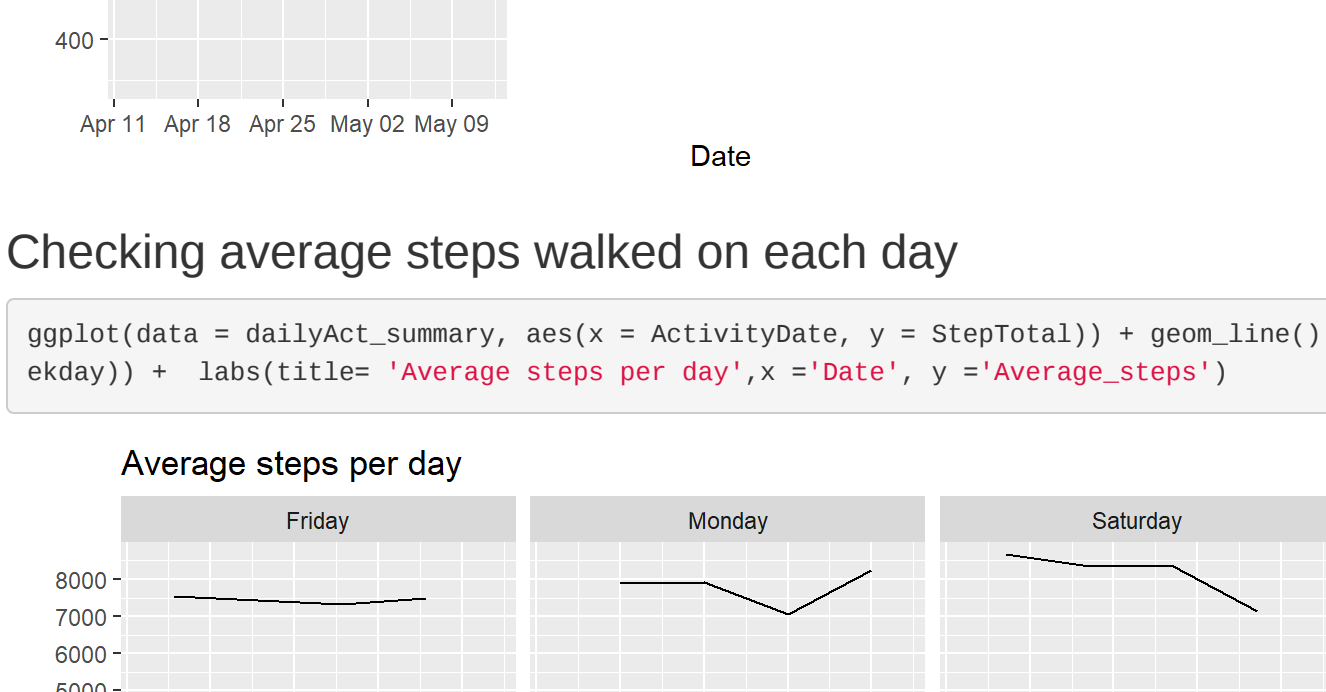 400
Apr 11 Apr 18 Apr 25 May 02 May 09
Date
Checking average steps walked on each day
ggplot(data = dailyAct_summary, aes(x = ActivityDate, y = StepTotal)) + geom_line()
ekday)) +  labs(title= 'Average steps per day',x ='Date', y ='Average_steps')
Average steps per day
Friday Monday Saturday
8000
7000
6000
5000